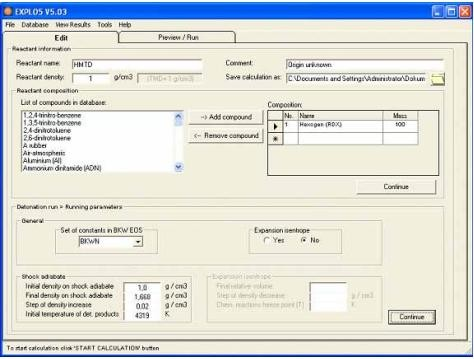 EXPLO5 V5.03
File Database View Results Tools Help
Edit Preview / Run
Reactant information
Reactant name: HMTD Comment: Origin unknown
Reactant density: 1 g/cm3 (TMD=1 g/cm3) Save calculation as: C:\Documents and Settings\Administrator\Dokum
Reactant composition
List of compounds in database:
Composition:
1,2,4-trinitro-benzene
1,3,5-trinitro-benzene
2,4-dinitrotoluene
2,6-dinitrotoluene
A rubber
Air-atmospheric
Aluminium (Al)
Ammonium dinitamide (ADN)
--> Add compound
<-- Remove compound
No. Name Mass
1 Hexogen (RDX) 100
Continue
Detonation run > Running parameters
General
Set of constants in BKW EOS
BKWN
Expansion isentrope
Yes No
Shock adiabate
Initial density on shock adiabate 1,0 g / cm3
Final density on shock adiabate 1,668 g / cm3
Step of density increase 0.02 g / cm3
Initial temperature of det. products 4319 K
Expansion isentrope
Final relative volume:
Step of density decrease g / cm3
Chem. reactions freeze point (T) K
Continue
To start calculation click 'START CALCULATION' button